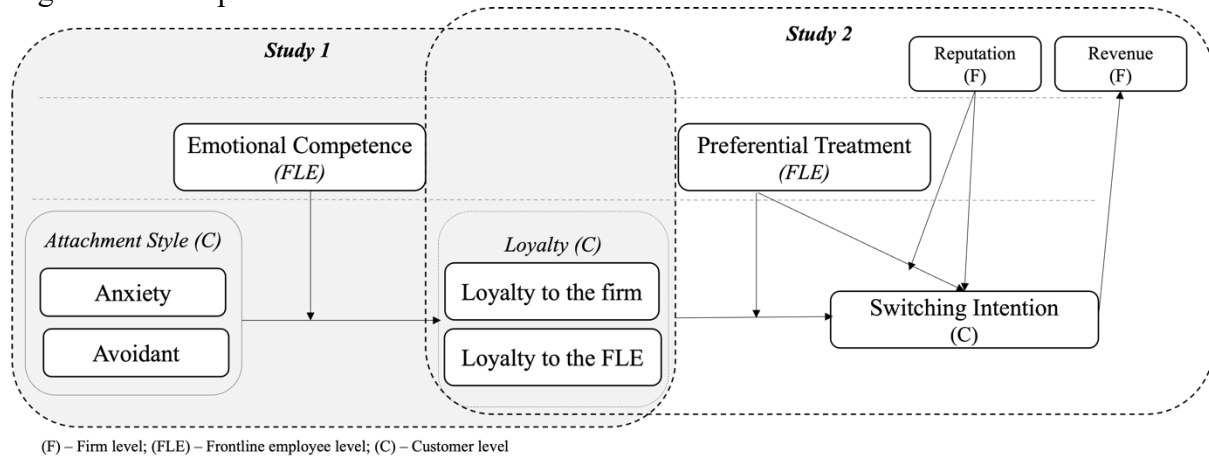 Study 1
Study 2
Reputation
(F)
Revenue
(F)
Emotional Competence
(FLE)
Preferential Treatment
(FLE)
Attachment Style (C)
Anxiety
Avoidant
Loyalty (C)
Loyalty to the firm
Loyalty to the FLE
Switching Intention
(C)
(F) – Firm level; (FLE) – Frontline employee level; (C) – Customer level